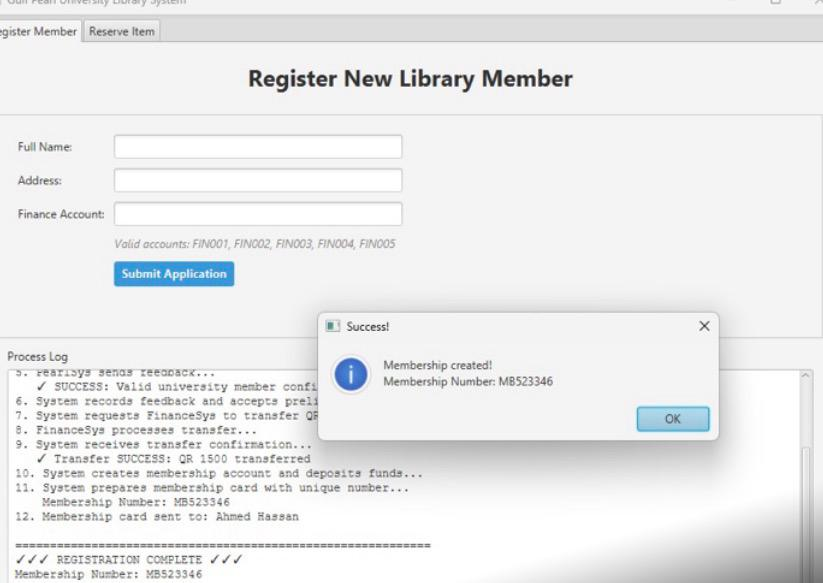 Gulf Pearl University Library System
Register Member
Reserve Item
Register New Library Member
Full Name:
Address:
Finance Account:
Valid accounts: FIN001, FIN002, FIN003, FIN004, FIN005
Submit Application
Success!
Membership created!
Membership Number: MB523346
OK
Process Log
5. PearlSys sends feedback...
✓ SUCCESS: Valid university member confi
6. System records feedback and accepts preli
7. System requests FinanceSys to transfer QR
8. FinanceSys processes transfer...
9. System receives transfer confirmation...
✓ Transfer SUCCESS: QR 1500 transferred
10. System creates membership account and deposits funds...
11. System prepares membership card with unique number...
Membership Number: MB523346
12. Membership card sent to: Ahmed Hassan
============================================================
✓✓✓ REGISTRATION COMPLETE ✓✓✓
Membership Number: MB523346